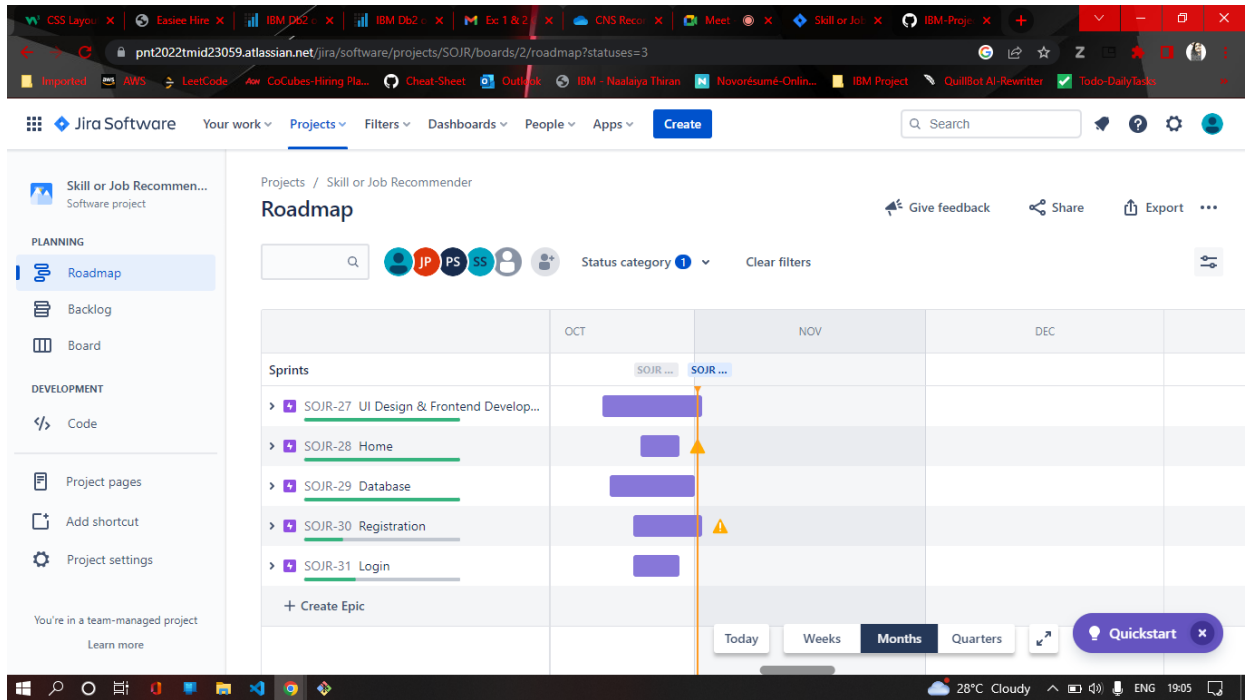 CSS Layou
Easiee Hire
IBM Db2 o
IBM Db2 c
Ex 1 & 2
CNS Recor
Meet
Skill or Job
IBM-Proje
pnt2022tmid23059.atlassian.net/jira/software/projects/SOJR/boards/2/roadmap?statuses=3
Imported AWS LeetCode CoCubes-Hiring Pla... Cheat-Sheet Outlook IBM - Naalaiya Thiran Novorésumé-Onlin... IBM Project QuillBot AI-Rewritter Todo-DailyTasks
Jira Software Your work Projects Filters Dashboards People Apps Create Search
Skill or Job Recommen...
Software project
PLANNING
Roadmap
Backlog
Board
DEVELOPMENT
Code
Project pages
Add shortcut
Project settings
You're in a team-managed project
Learn more
Projects / Skill or Job Recommender
Roadmap
Give feedback Share Export
JP PS SS Status category 1 Clear filters
OCT NOV DEC
Sprints SOJR ... SOJR ...
SOJR-27 UI Design & Frontend Develop...
SOJR-28 Home
SOJR-29 Database
SOJR-30 Registration
SOJR-31 Login
+ Create Epic
Today Weeks Months Quarters Quickstart
28°C Cloudy ENG 19:05